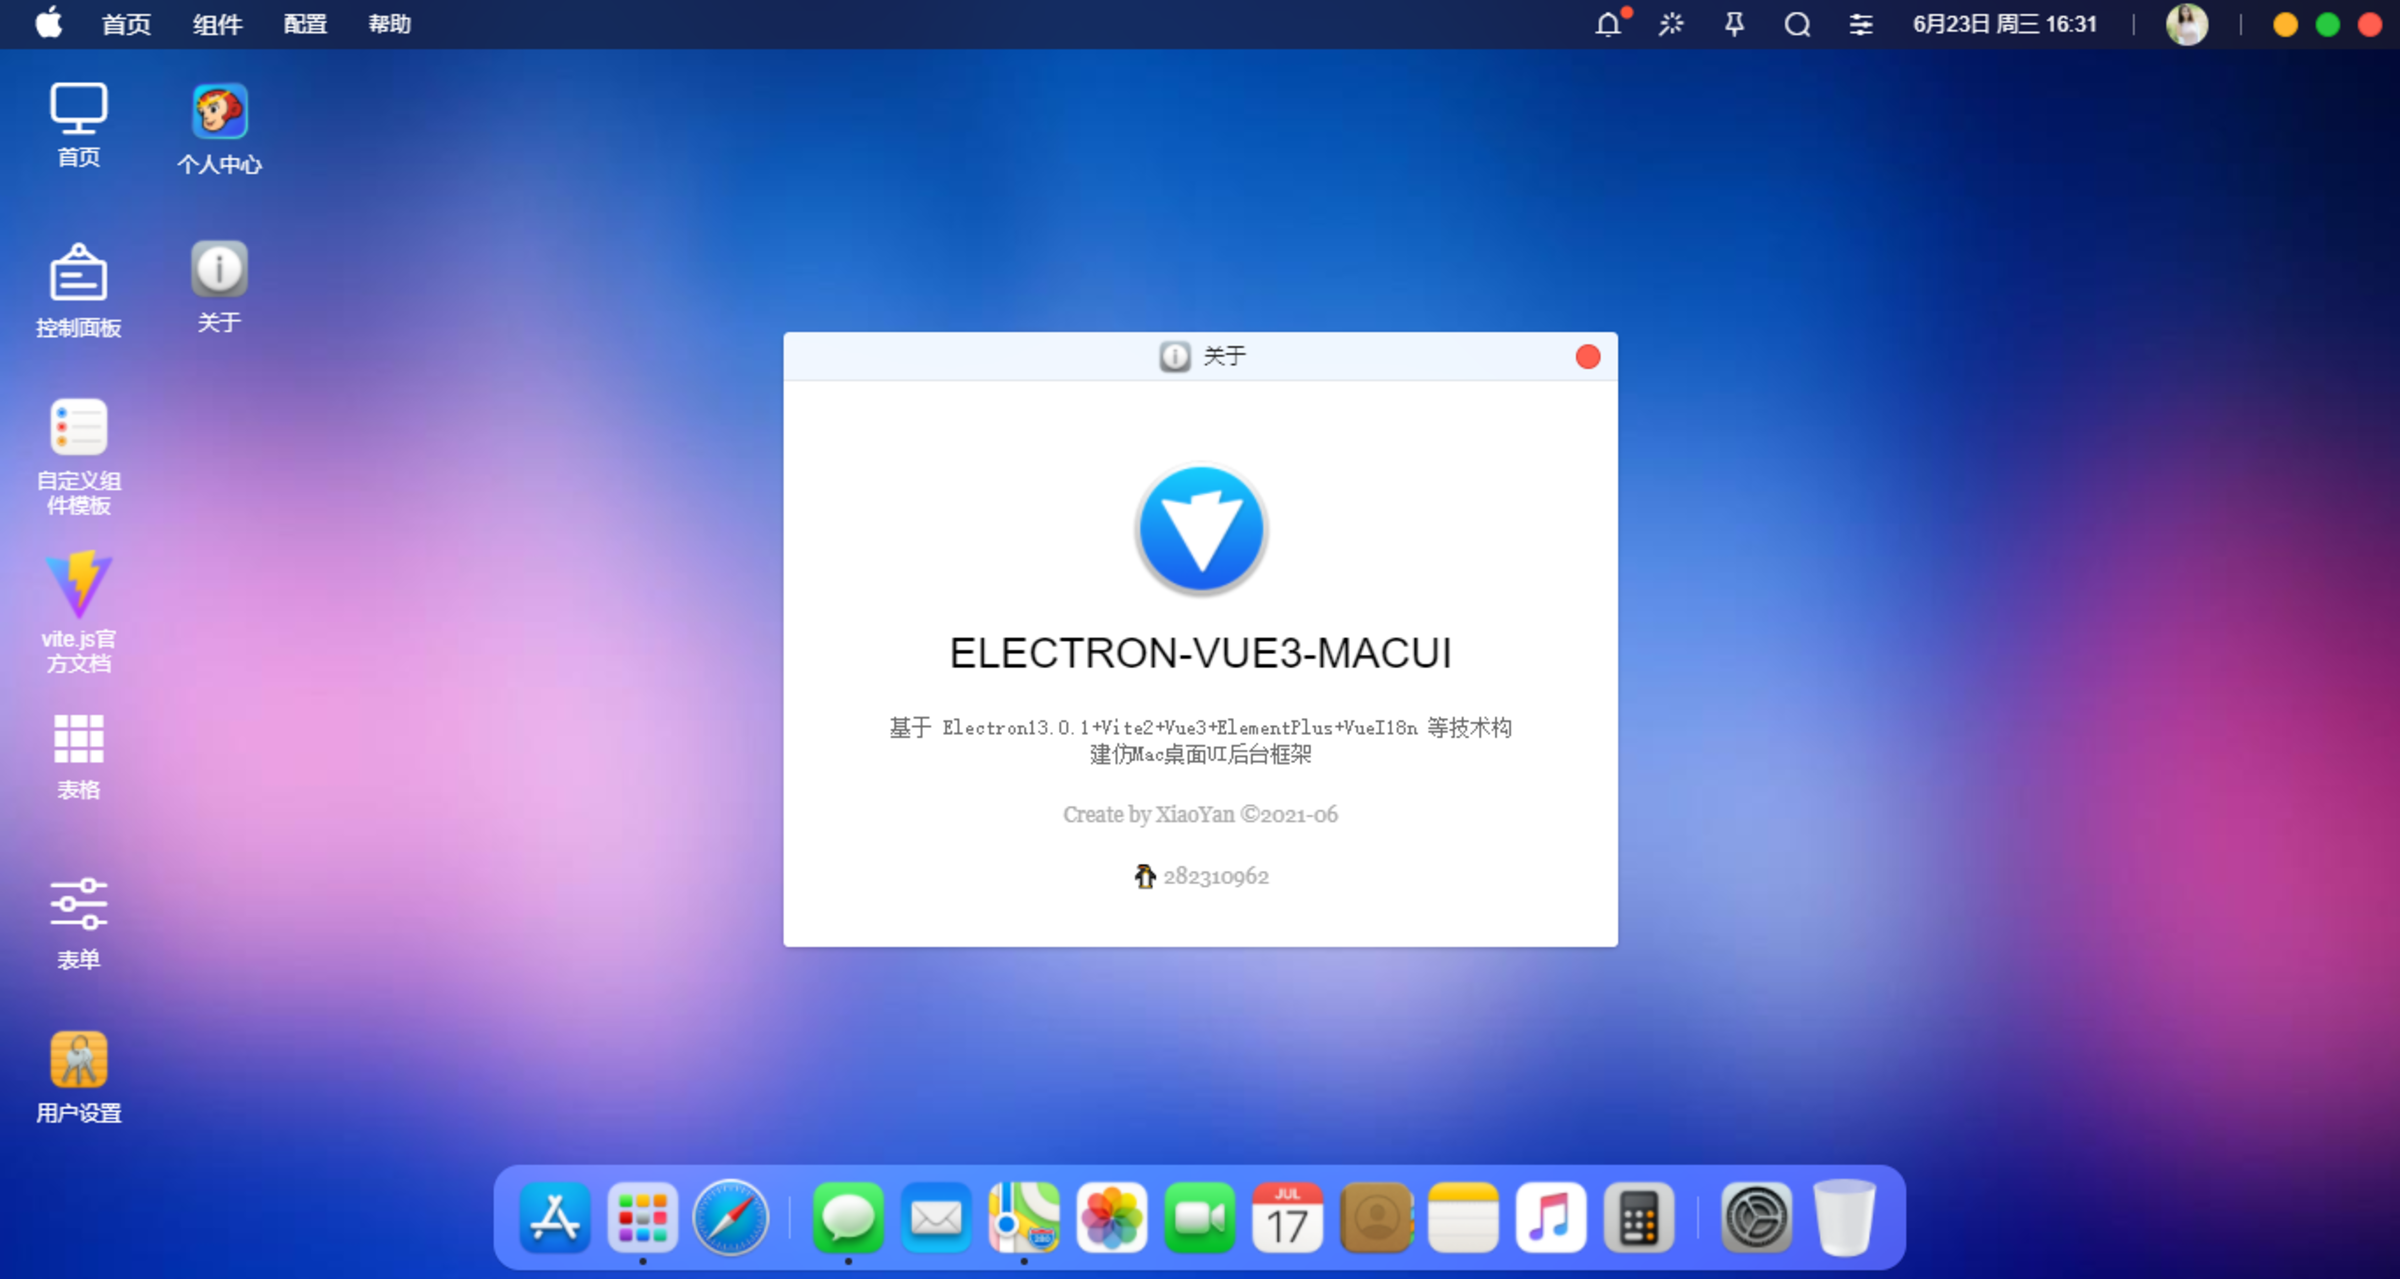 首页 组件 配置 帮助 6月23日 周三 16:31
首页
个人中心
控制面板
关于
自定义组
件模板
vite.js官
方文档
表格
表单
用户设置
关于
ELECTRON-VUE3-MACUI
基于 Electron13.0.1+Vite2+Vue3+ElementPlus+VueI18n 等技术构
建仿Mac桌面UI后台框架
Create by XiaoYan ©2021-06
282310962
JUL
17
280